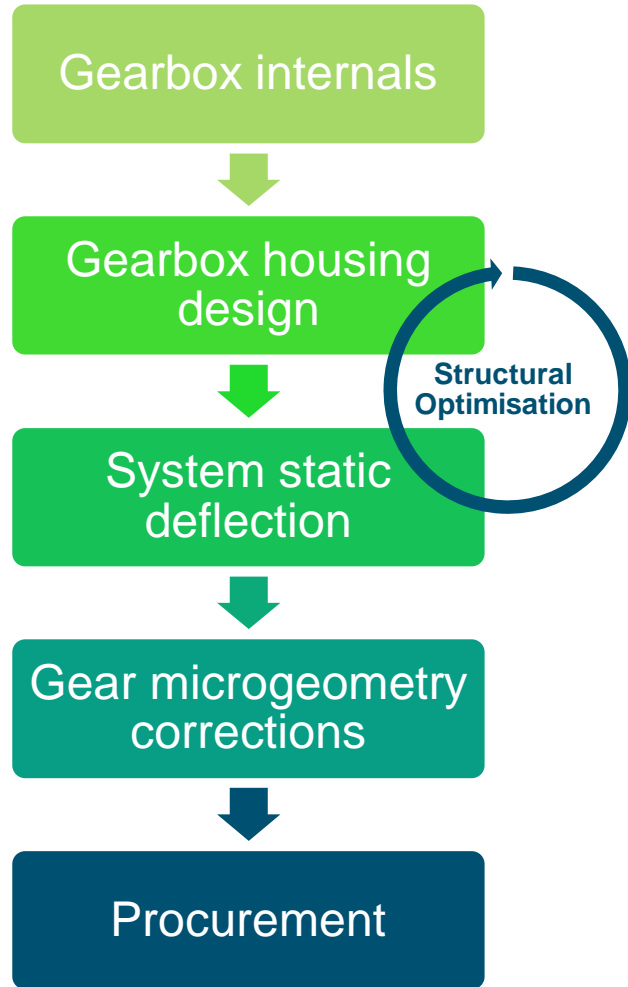 Gearbox internals
Gearbox housing
design
Structural
Optimisation
System static
deflection
Gear microgeometry
corrections
Procurement